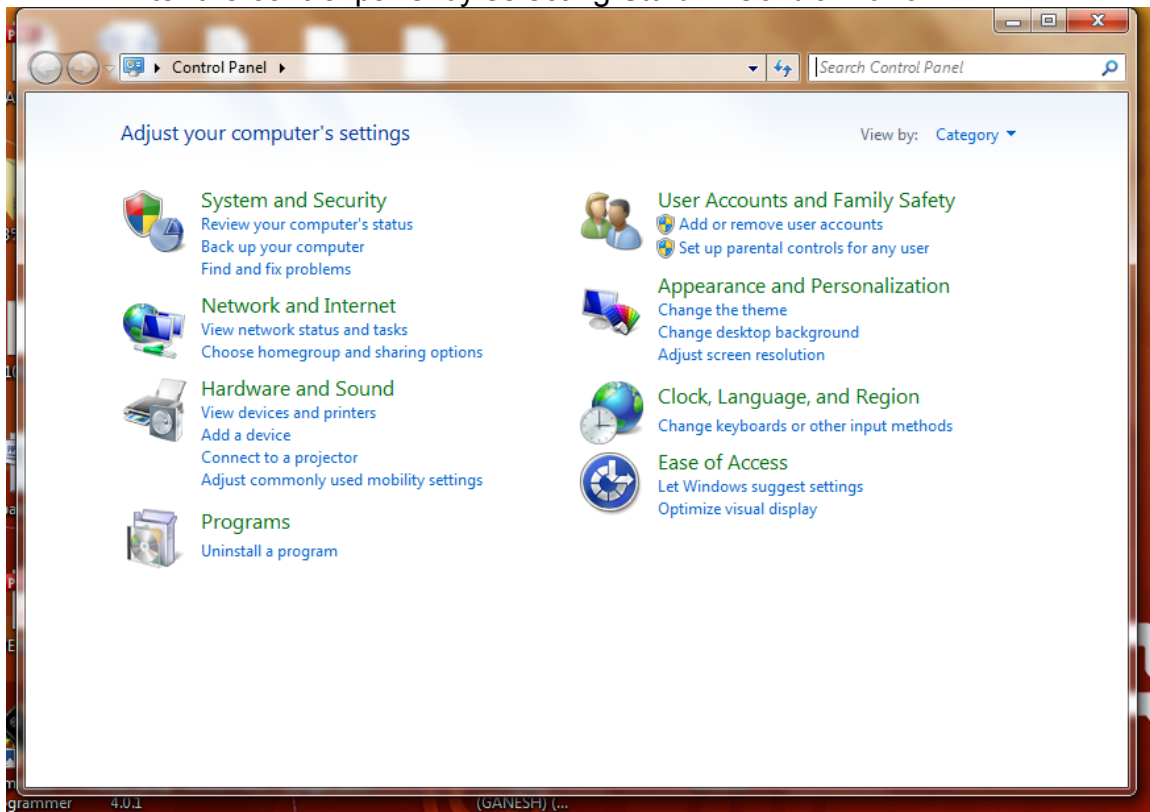 Control Panel
Search Control Panel
Adjust your computer's settings
View by: Category
System and Security
Review your computer's status
Back up your computer
Find and fix problems
Network and Internet
View network status and tasks
Choose homegroup and sharing options
Hardware and Sound
View devices and printers
Add a device
Connect to a projector
Adjust commonly used mobility settings
Programs
Uninstall a program
User Accounts and Family Safety
Add or remove user accounts
Set up parental controls for any user
Appearance and Personalization
Change the theme
Change desktop background
Adjust screen resolution
Clock, Language, and Region
Change keyboards or other input methods
Ease of Access
Let Windows suggest settings
Optimize visual display
grammer 4.0.1 (GANESH) (...